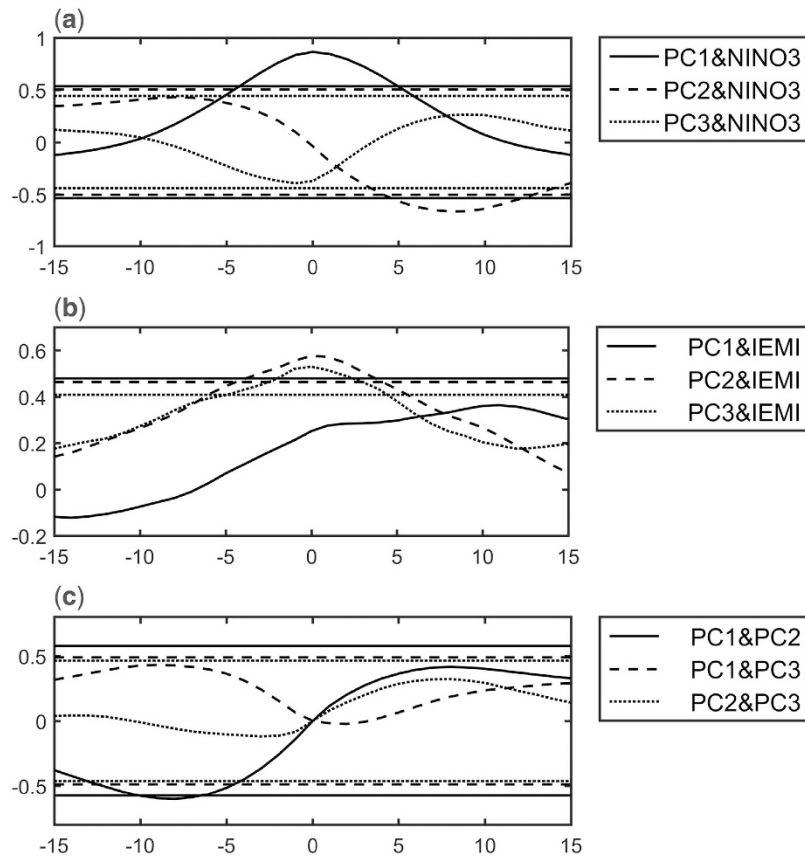 (a)
1
0.5
0
-0.5
-1
-15 -10 -5 0 5 10 15
PC1&NINO3
PC2&NINO3
PC3&NINO3
(b)
0.6
0.4
0.2
0
-0.2
-15 -10 -5 0 5 10 15
PC1&IEMI
PC2&IEMI
PC3&IEMI
(c)
0.5
0
-0.5
-15 -10 -5 0 5 10 15
PC1&PC2
PC1&PC3
PC2&PC3